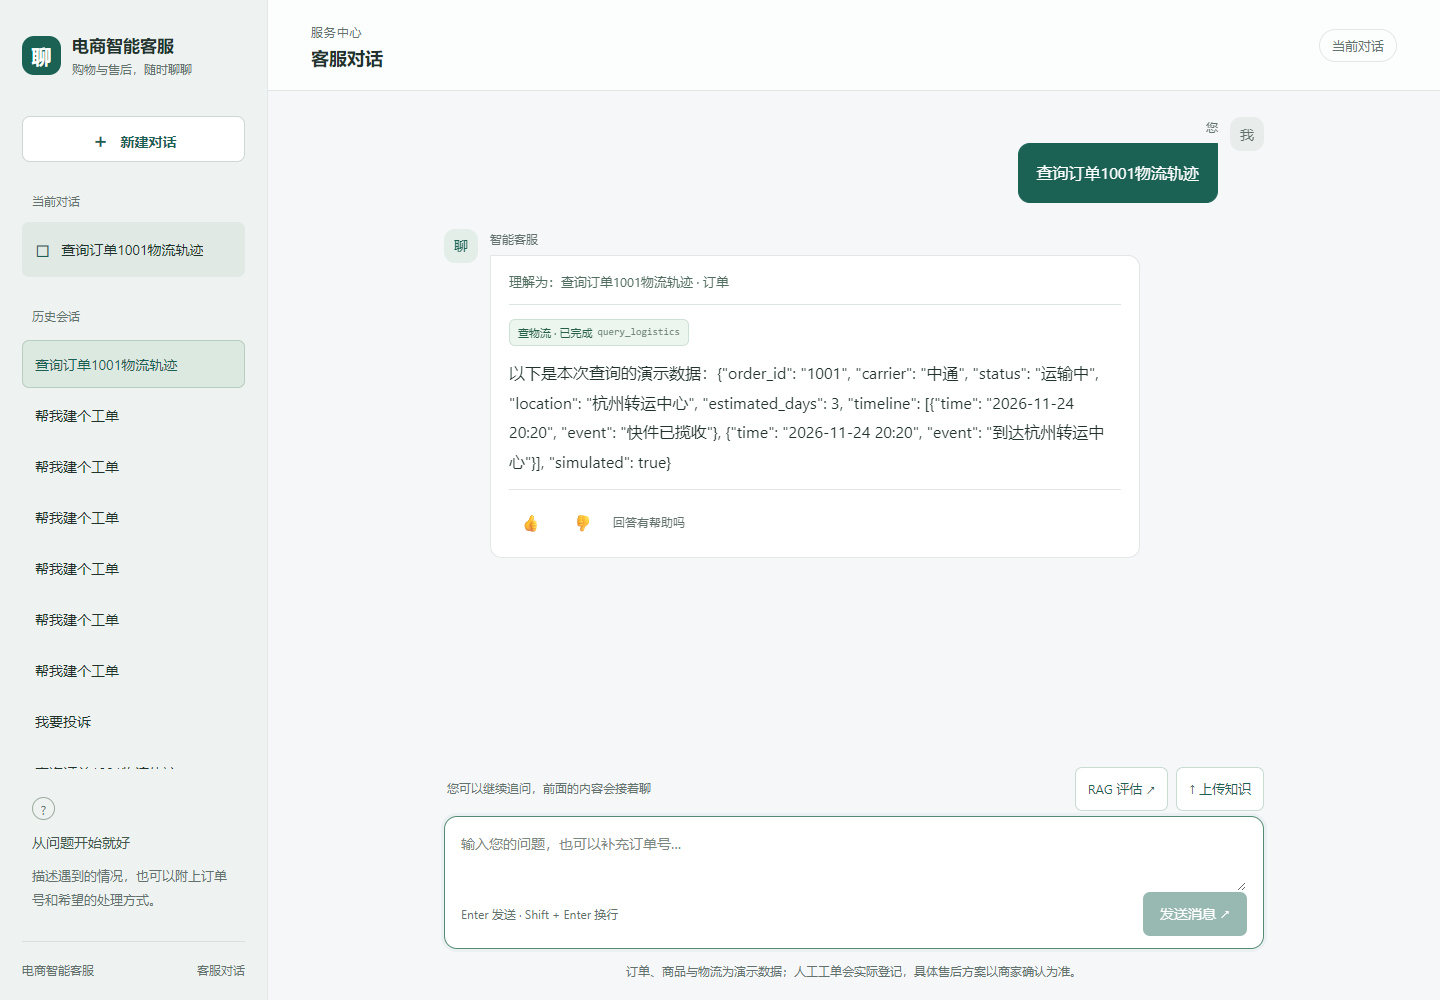 聊
电商智能客服
购物与售后，随时聊聊
+ 新建对话
当前对话
查询订单1001物流轨迹
历史会话
查询订单1001物流轨迹
帮我建个工单
帮我建个工单
帮我建个工单
帮我建个工单
帮我建个工单
帮我建个工单
我要投诉
?
从问题开始就好
描述遇到的情况，也可以附上订单
号和希望的处理方式。
电商智能客服
客服对话
服务中心
客服对话
当前对话
您
我
查询订单1001物流轨迹
聊
智能客服
理解为：查询订单1001物流轨迹 · 订单
查物流 · 已完成 query_logistics
以下是本次查询的演示数据：{"order_id": "1001", "carrier": "中通", "status": "运输中",
"location": "杭州转运中心", "estimated_days": 3, "timeline": [{"time": "2026-11-24
20:20", "event": "快件已揽收"}, {"time": "2026-11-24 20:20", "event": "到达杭州转运中
心"}], "simulated": true}
👍 👎 回答有帮助吗
您可以继续追问，前面的内容会接着聊
RAG 评估 ↗
↑ 上传知识
输入您的问题，也可以补充订单号...
Enter 发送 · Shift + Enter 换行
发送消息 ↗
订单、商品与物流为演示数据；人工工单会实际登记，具体售后方案以商家确认为准。